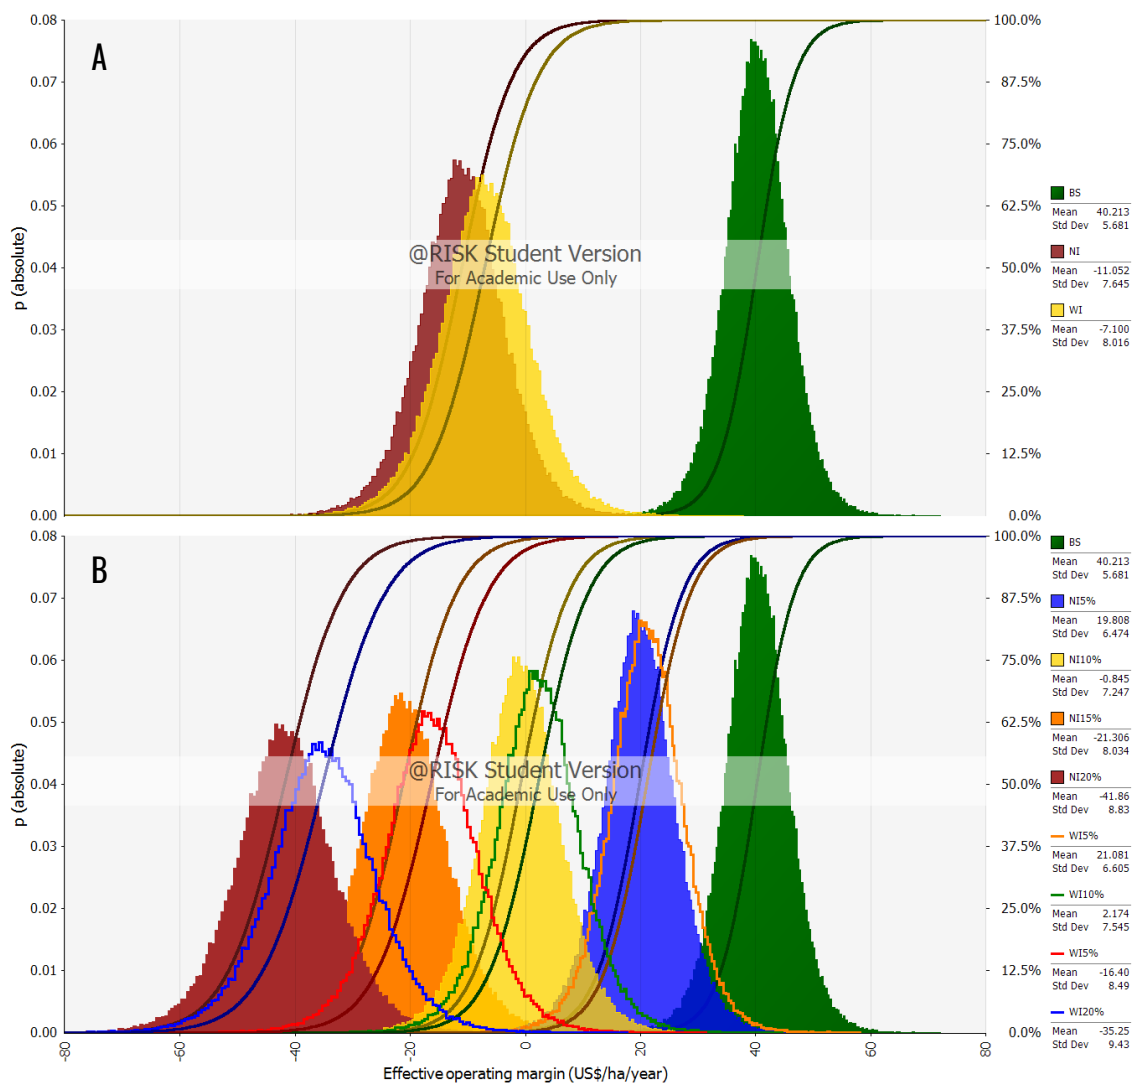 A
p (absolute)
0.08
0.07
0.06
0.05
0.04
0.03
0.02
0.01
0.00
100.0%
87.5%
75.0%
62.5%
50.0%
37.5%
25.0%
12.5%
0.0%
@RISK Student Version
For Academic Use Only
BS
Mean 40.213
Std Dev 5.681
NI
Mean -11.052
Std Dev 7.645
WI
Mean -7.100
Std Dev 8.016
B
p (absolute)
0.08
0.07
0.06
0.05
0.04
0.03
0.02
0.01
0.00
100.0%
87.5%
75.0%
62.5%
50.0%
37.5%
25.0%
12.5%
0.0%
@RISK Student Version
For Academic Use Only
-80
-60
-40
-20
0
20
40
60
80
Effective operating margin (US$/ha/year)
BS
Mean 40.213
Std Dev 5.681
NI5%
Mean 19.808
Std Dev 6.474
NI10%
Mean -0.845
Std Dev 7.247
NI15%
Mean -21.306
Std Dev 8.034
NI20%
Mean -41.86
Std Dev 8.83
WI5%
Mean 21.081
Std Dev 6.605
WI10%
Mean 2.174
Std Dev 7.545
WI5%
Mean -16.40
Std Dev 8.49
WI20%
Mean -35.25
Std Dev 9.43